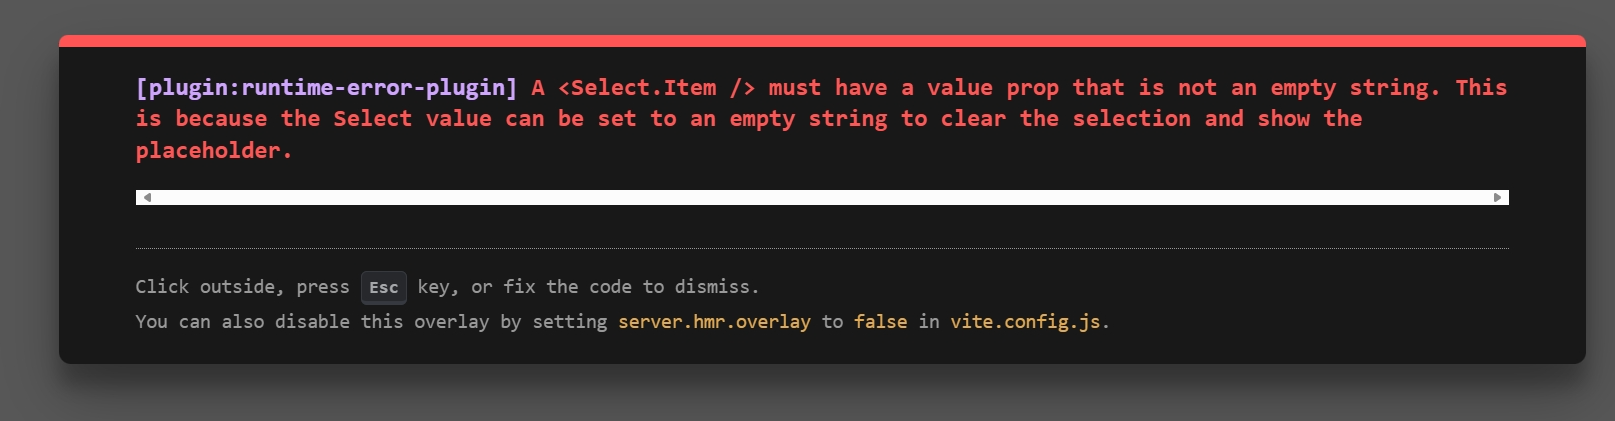 [plugin:runtime-error-plugin] A <Select.Item /> must have a value prop that is not an empty string. This
is because the Select value can be set to an empty string to clear the selection and show the
placeholder.
Click outside, press Esc key, or fix the code to dismiss.
You can also disable this overlay by setting server.hmr.overlay to false in vite.config.js.